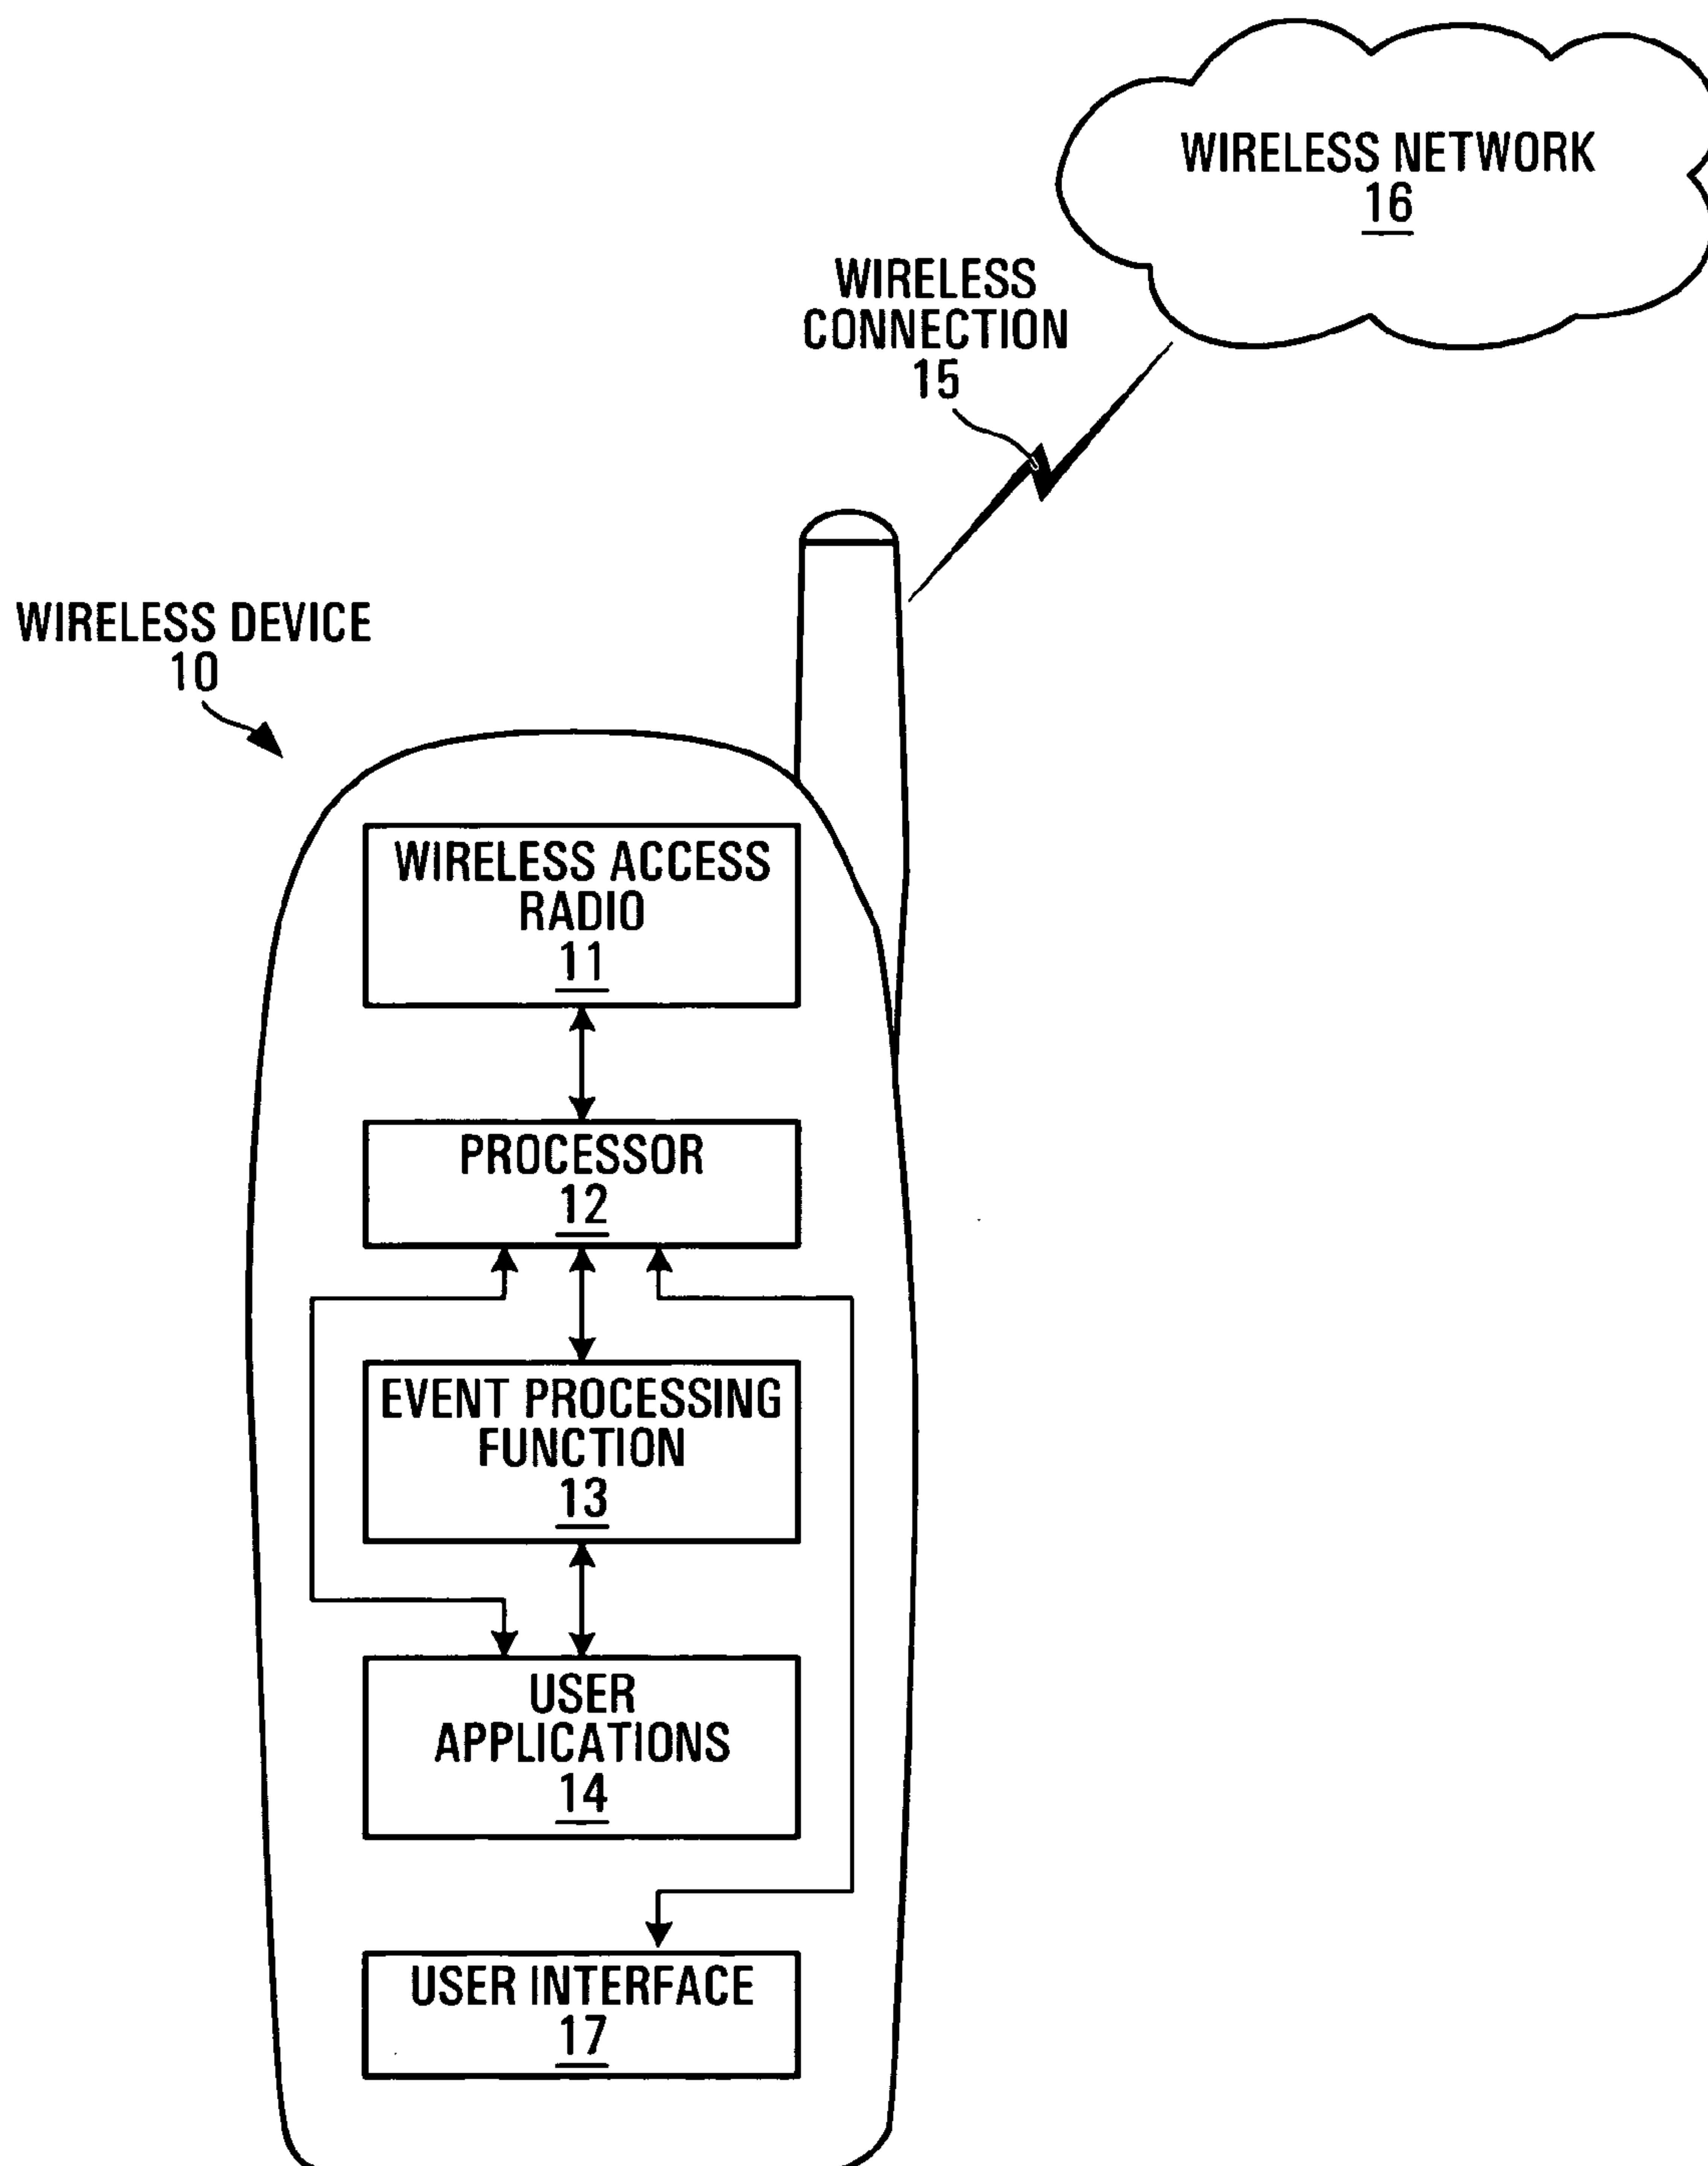 WIRELESS NETWORK
16
WIRELESS
CONNECTION
15
WIRELESS DEVICE
10
WIRELESS ACCESS
RADIO
11
PROCESSOR
12
EVENT PROCESSING
FUNCTION
13
USER
APPLICATIONS
14
USER INTERFACE
17